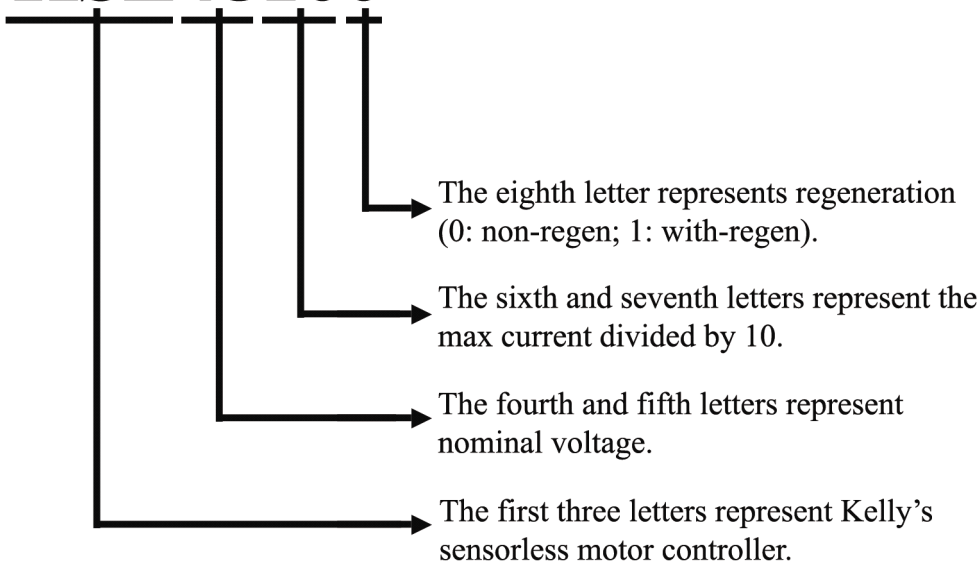 The eighth letter represents regeneration
(0: non-regen; 1: with-regen).
The sixth and seventh letters represent the
max current divided by 10.
The fourth and fifth letters represent
nominal voltage.
The first three letters represent Kelly’s
sensorless motor controller.